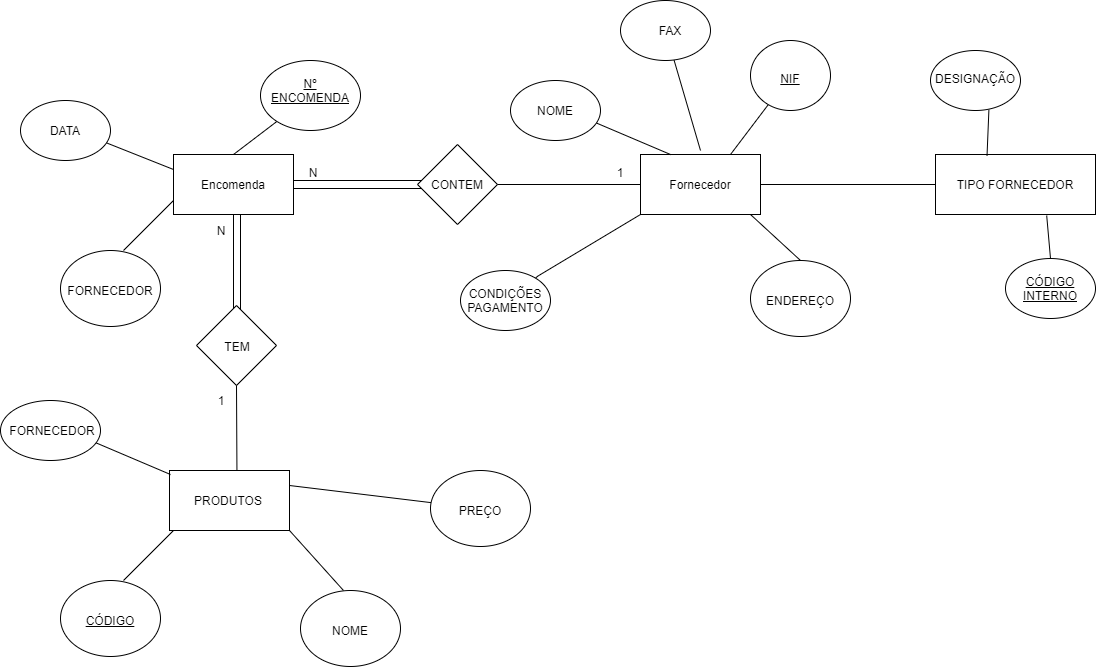 FAX
Nº
ENCOMENDA
NIF
DESIGNAÇÃO
NOME
DATA
N
1
Encomenda
CONTEM
Fornecedor
TIPO FORNECEDOR
N
FORNECEDOR
CONDIÇÕES
PAGAMENTO
ENDEREÇO
CÓDIGO
INTERNO
TEM
1
FORNECEDOR
PRODUTOS
PREÇO
CÓDIGO
NOME